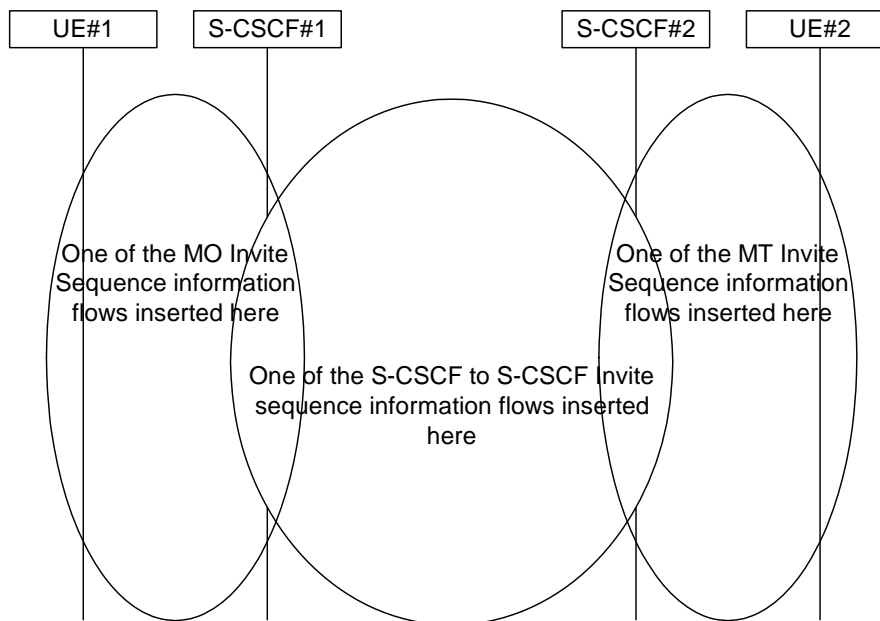 UE#1
S-CSCF#1
S-CSCF#2
UE#2
One of the MO Invite
Sequence information
flows inserted here
One of the MT Invite
Sequence information
flows inserted here
One of the S-CSCF to S-CSCF Invite
sequence information flows inserted
here